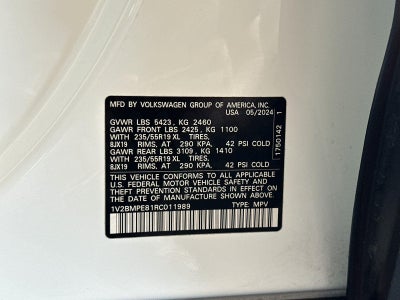 MFD BY VOLKSWAGEN GROUP OF AMERICA, INC.
USA 05/2024
GVWR LBS 5423, KG 2460
GAWR FRONT LBS 2425, KG 1100
WITH 235/55R19 XL TIRES,
8JX19 RIMS, AT 290 KPA, 42 PSI COLD
GAWR REAR LBS 3109, KG 1410
WITH 235/55R19 XL TIRES,
8JX19 RIMS, AT 290 KPA, 42 PSI COLD
THIS VEHICLE CONFORMS TO ALL APPLICABLE
U.S. FEDERAL MOTOR VEHICLE SAFETY AND
THEFT PREVENTION STANDARDS IN EFFECT ON
THE DATE OF MANUFACTURE SHOWN ABOVE.
1V2BMPE81RC011989 TYPE: MPV
1750142 1